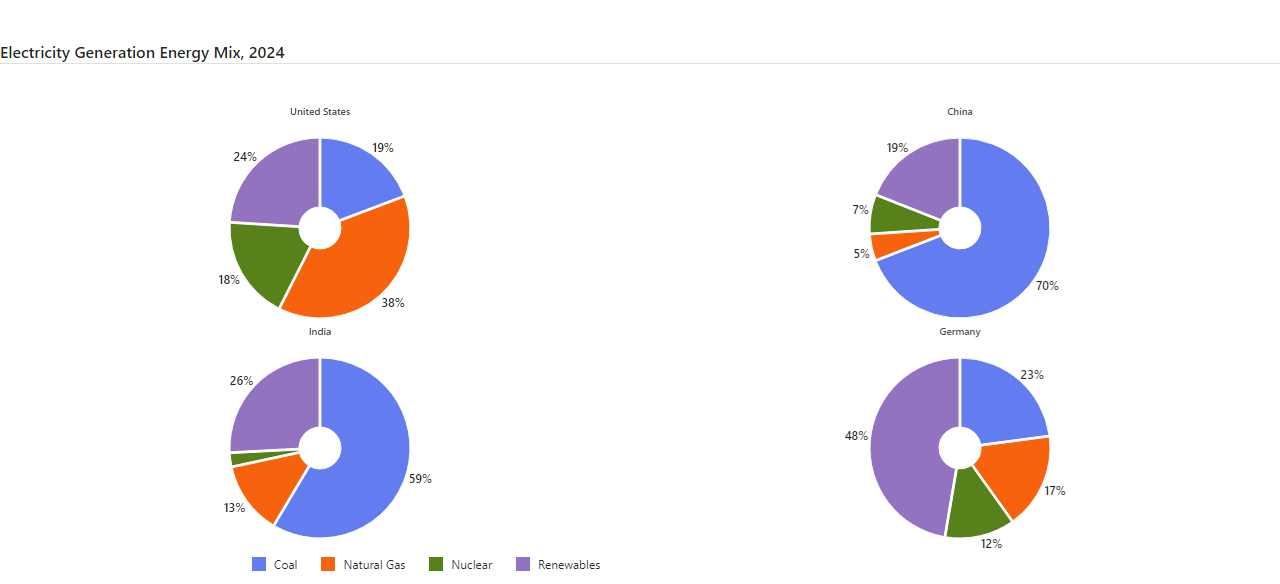 Electricity Generation Energy Mix, 2024
United States
24%
19%
18%
38%
China
19%
7%
5%
70%
India
26%
59%
13%
Germany
23%
48%
17%
12%
Coal Natural Gas Nuclear Renewables